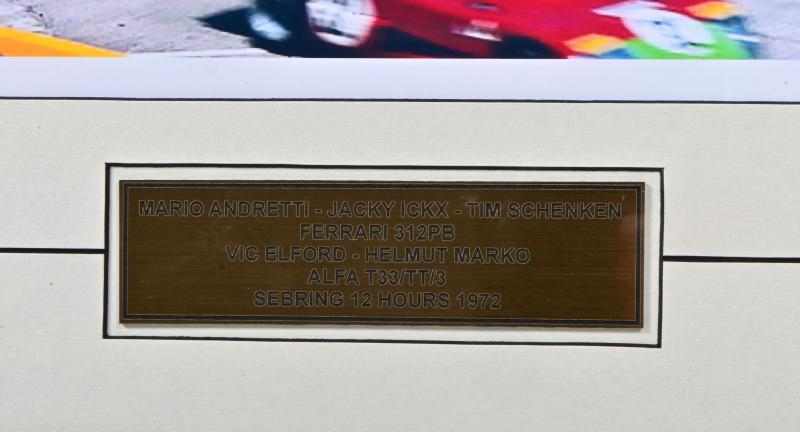 MARIO ANDRETTI - JACKY ICKX - TIM SCHENKEN
FERRARI 312PB
VIC ELFORD - HELMUT MARKO
ALFA T33/TT/3
SEBRING 12 HOURS 1972